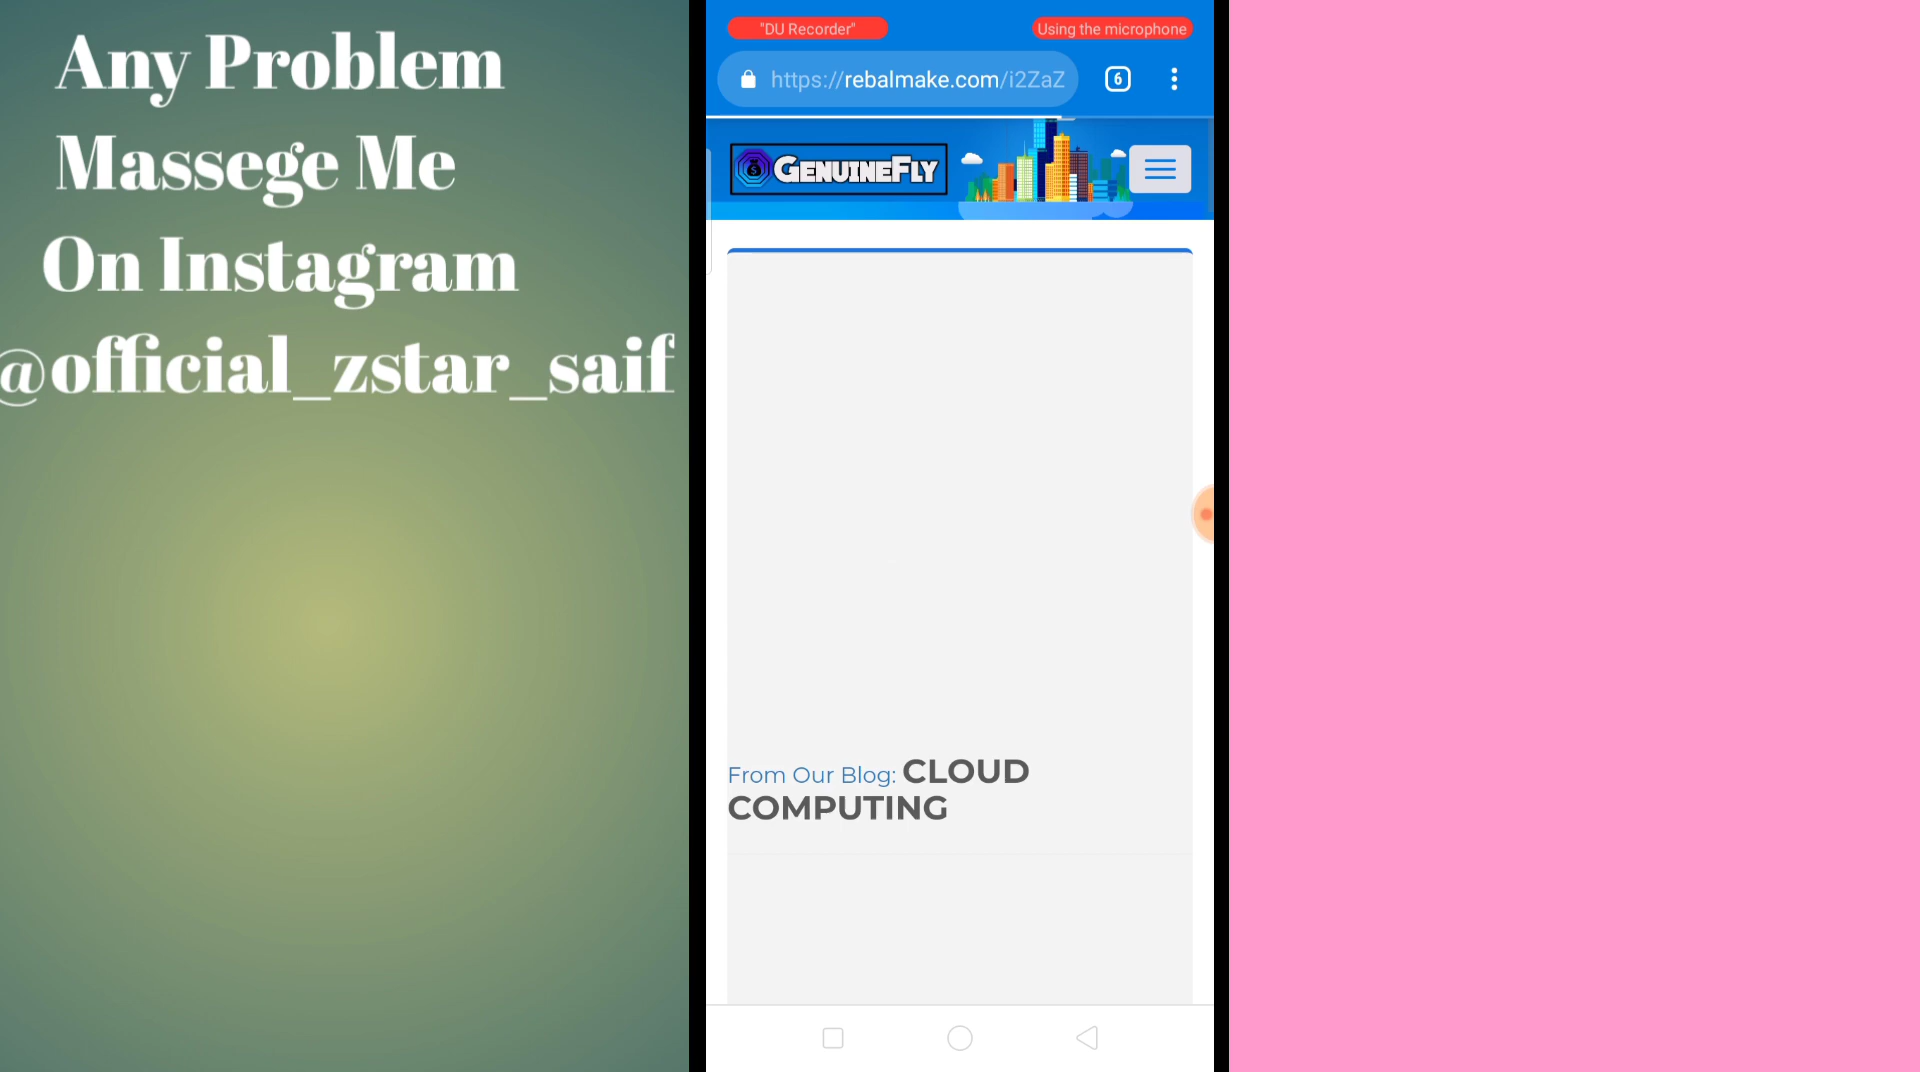 Any Problem
Massege Me
On Instagram
@official_zstar_saif
"DU Recorder"
Using the microphone
https://rebalmake.com/i2ZaZ
6
GENUINEFLY
From Our Blog: CLOUD
COMPUTING